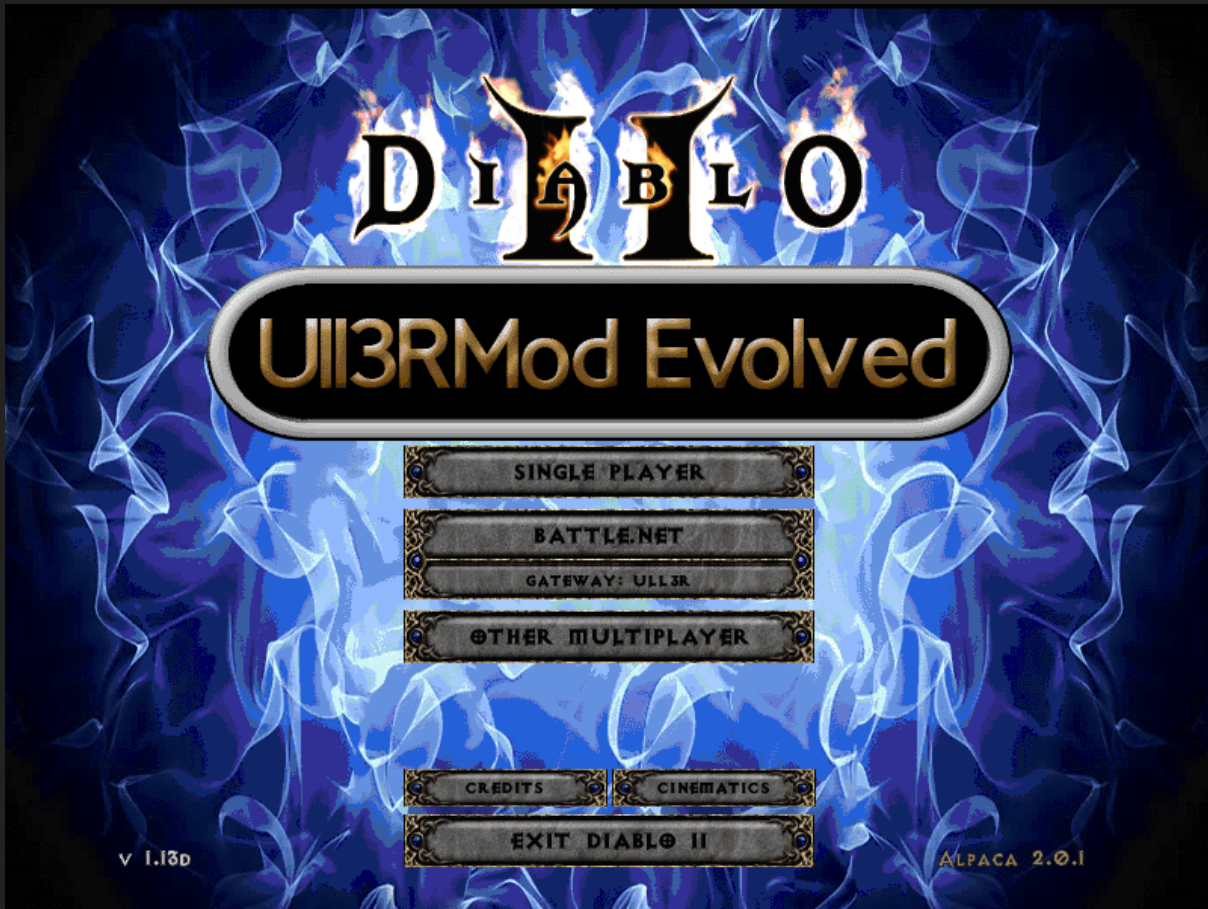 DIABLO II
Ull3RMod Evolved
SINGLE PLAYER
BATTLE.NET
GATEWAY: ULL3R
OTHER MULTIPLAYER
CREDITS
CINEMATICS
EXIT DIABLO II
V 1.13D
ALPACA 2.0.1